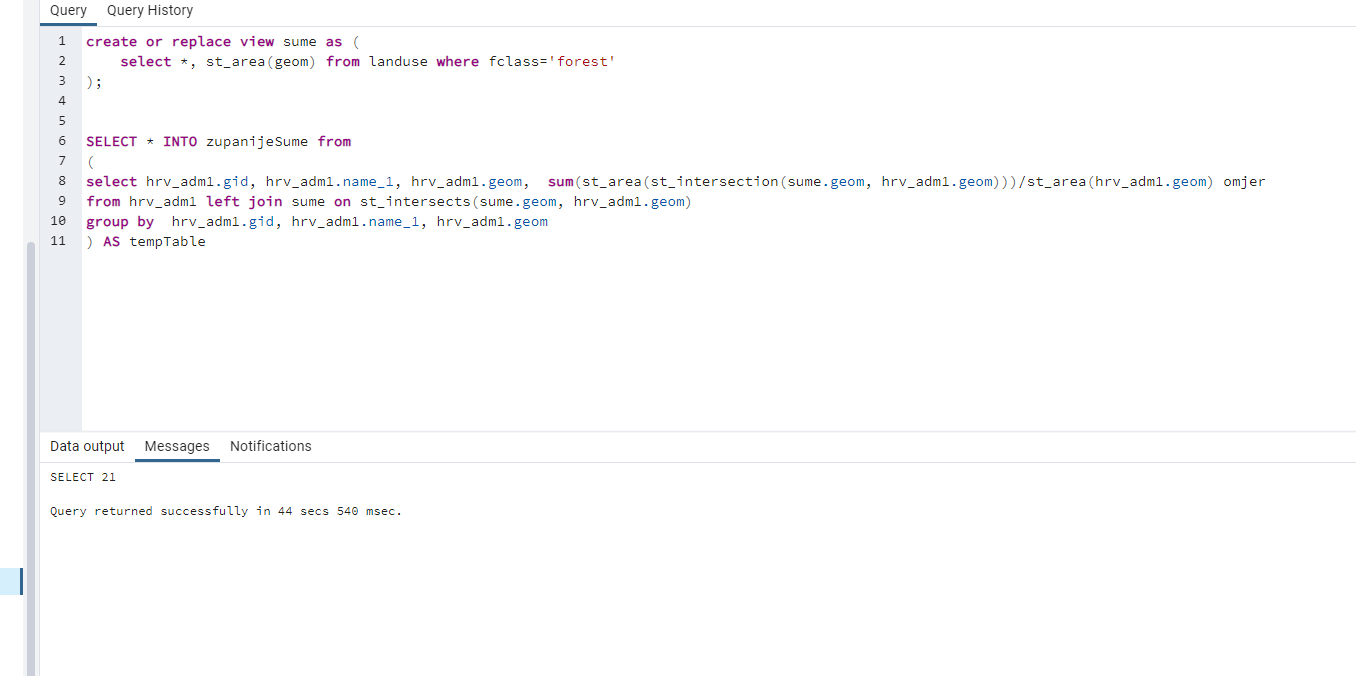 Query Query History
1 create or replace view sume as (
2 select *, st_area(geom) from landuse where fclass='forest'
3 );
4
5
6 SELECT * INTO zupanijeSume from
7 (
8 select hrv_adm1.gid, hrv_adm1.name_1, hrv_adm1.geom, sum(st_area(st_intersection(sume.geom, hrv_adm1.geom)))/st_area(hrv_adm1.geom) omjer
9 from hrv_adm1 left join sume on st_intersects(sume.geom, hrv_adm1.geom)
10 group by hrv_adm1.gid, hrv_adm1.name_1, hrv_adm1.geom
11 ) AS tempTable
Data output Messages Notifications
SELECT 21
Query returned successfully in 44 secs 540 msec.